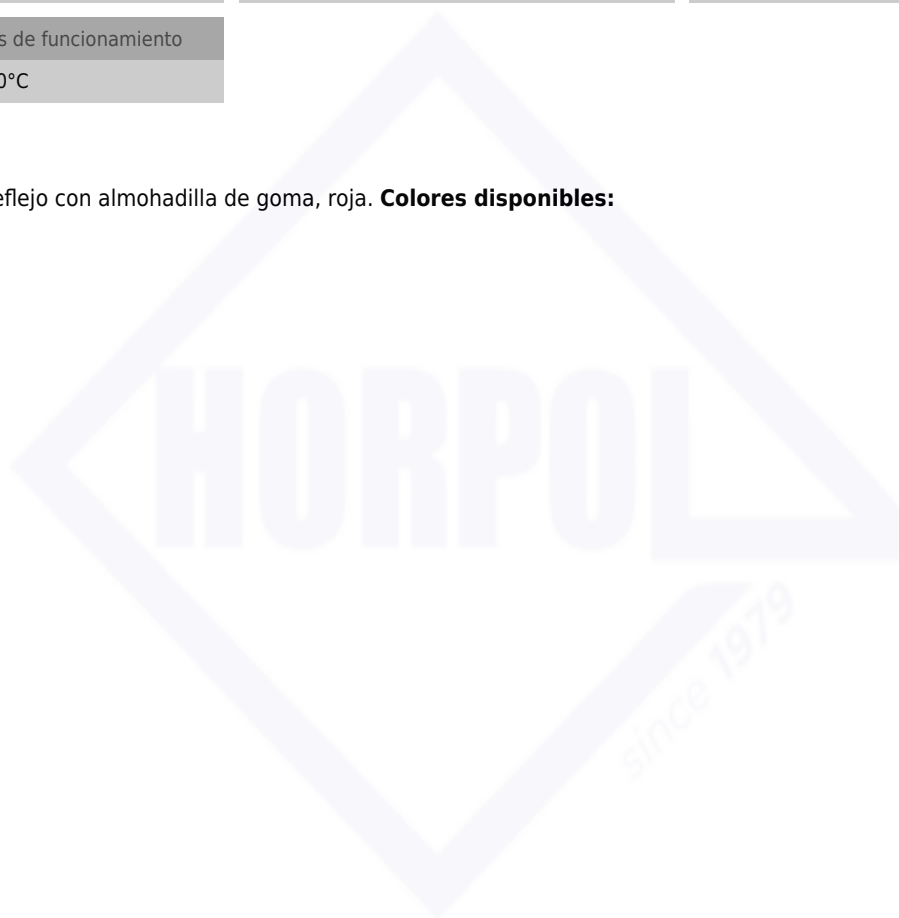 s de funcionamiento
0°C
eflejo con almohadilla de goma, roja. Colores disponibles:
HORPOL
since 1979